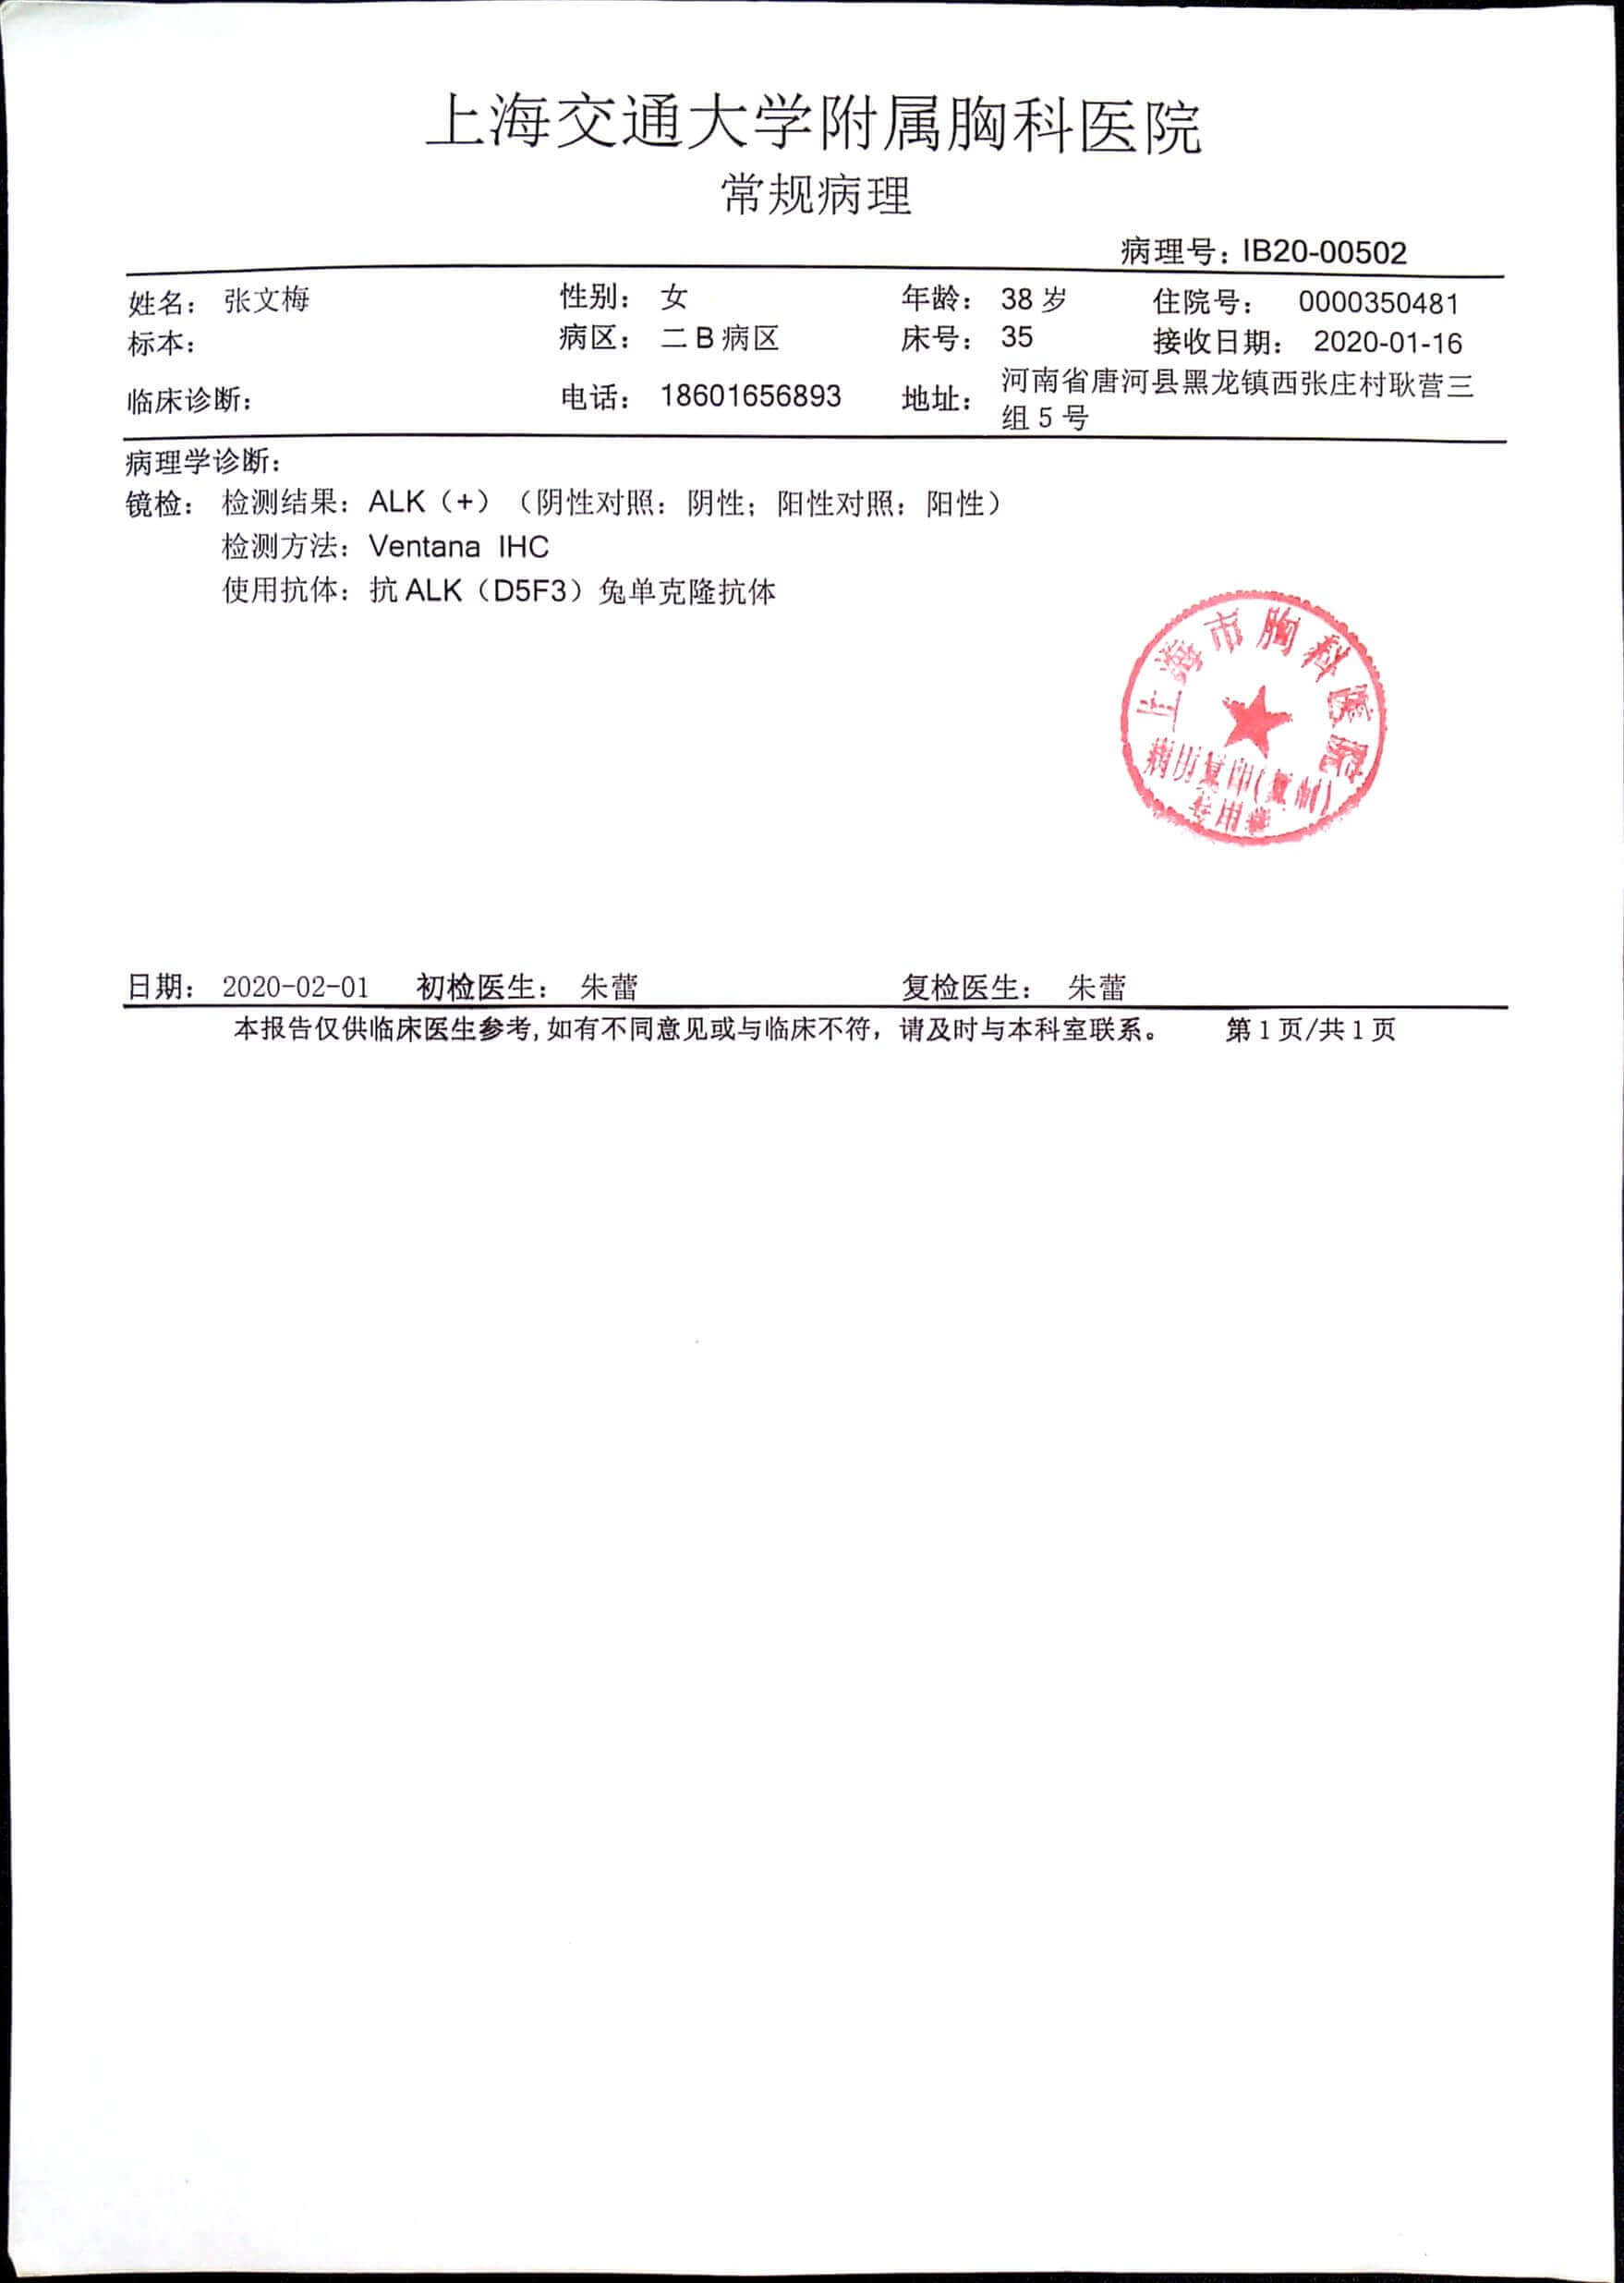 上海交通大学附属胸科医院
常规病理
病理号：IB20-00502
姓名： 张文梅 性别： 女 年龄： 38 岁 住院号： 0000350481
标本： 病区： 二 B 病区 床号： 35 接收日期： 2020-01-16
临床诊断： 电话： 18601656893 地址： 河南省唐河县黑龙镇西张庄村耿营三
组 5 号
病理学诊断：
镜检： 检测结果：ALK（+）（阴性对照：阴性；阳性对照：阳性）
检测方法：Ventana IHC
使用抗体：抗 ALK（D5F3）兔单克隆抗体
上海市胸科医院
病历复印(复制)
专用章
日期： 2020-02-01 初检医生： 朱蕾 复检医生： 朱蕾
本报告仅供临床医生参考,如有不同意见或与临床不符，请及时与本科室联系。 第 1 页/共 1 页